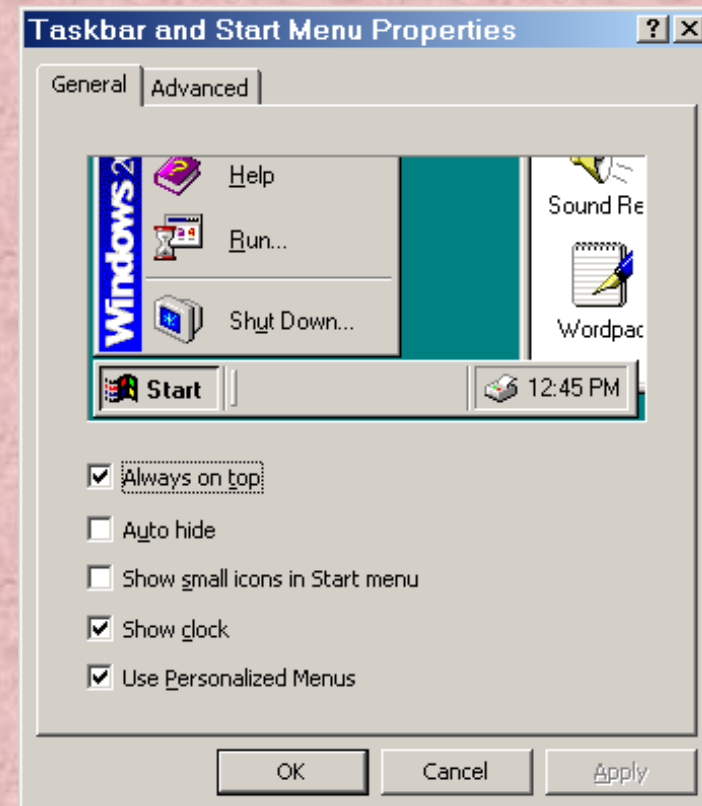 Taskbar and Start Menu Properties
General Advanced
Windows 2
Help
Run...
Shut Down...
Sound Re
Wordpac
Start 12:45 PM
Always on top
Auto hide
Show small icons in Start menu
Show clock
Use Personalized Menus
OK Cancel Apply